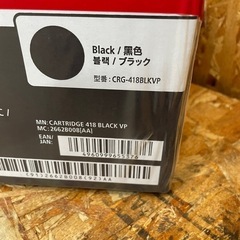 Black / 黒色
블랙 / ブラック
型番: CRG-418BLKVP
MN: CARTRIDGE 418 BLACK VP
MC: 2662B008[AA]
EAN/
JAN: